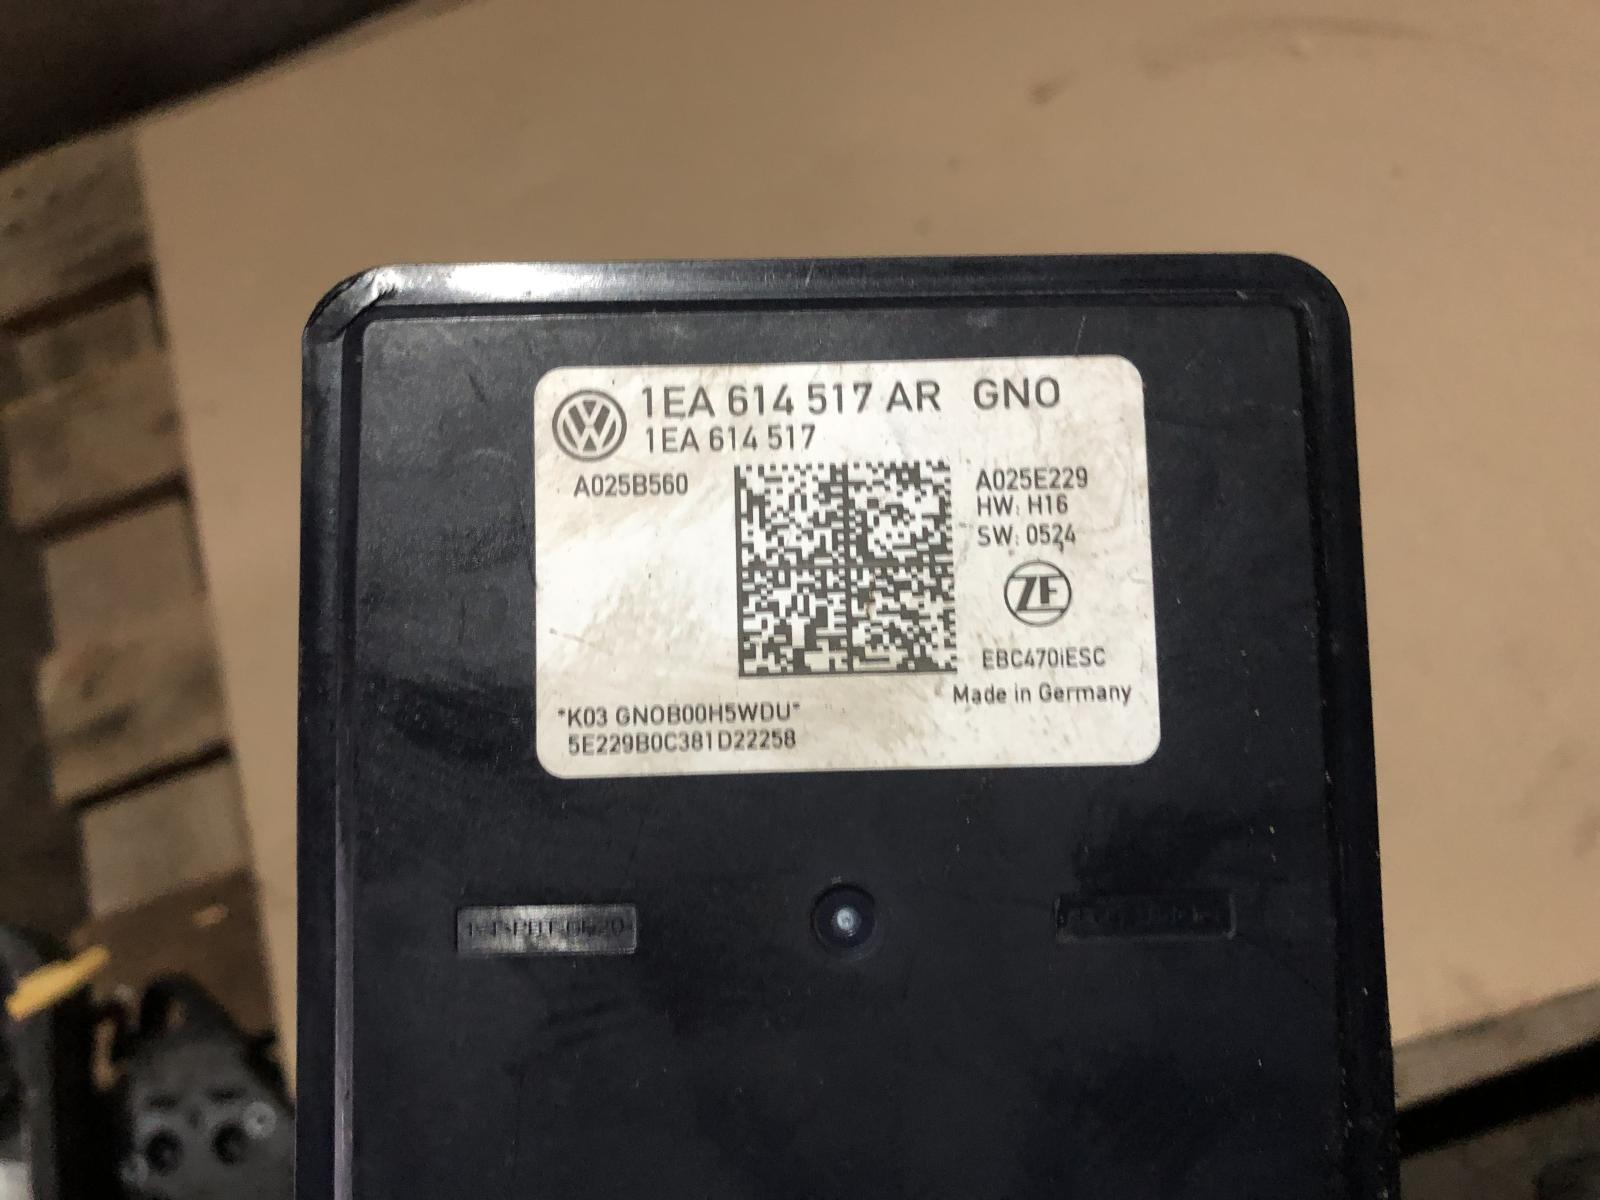 1EA 614 517 AR GNO
1EA 614 517
A025B560
A025E229
HW: H16
SW: 0524
ZF
EBC470iESC
Made in Germany
*K03 GNOB00H5WDU*
5E229B0C381D22258